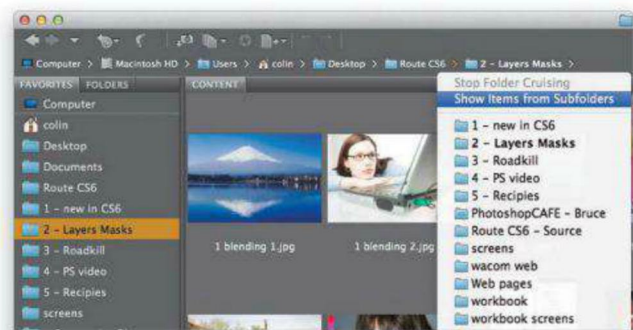 Computer > Macintosh HD > Users > colin > Desktop > Route CS6 > 2 - Layers Masks >
FAVORITES FOLDERS
CONTENT
Computer
colin
Desktop
Documents
Route CS6
1 - new in CS6
2 - Layers Masks
3 - Roadkill
4 - PS video
5 - Recipies
screens
1 blending 1.jpg
1 blending 2.jpg
Stop Folder Cruising
Show Items from Subfolders
1 - new in CS6
2 - Layers Masks
3 - Roadkill
4 - PS video
5 - Recipies
PhotoshopCAFE - Bruce
Route CS6 - Source
screens
wacom web
Web pages
workbook
workbook screens